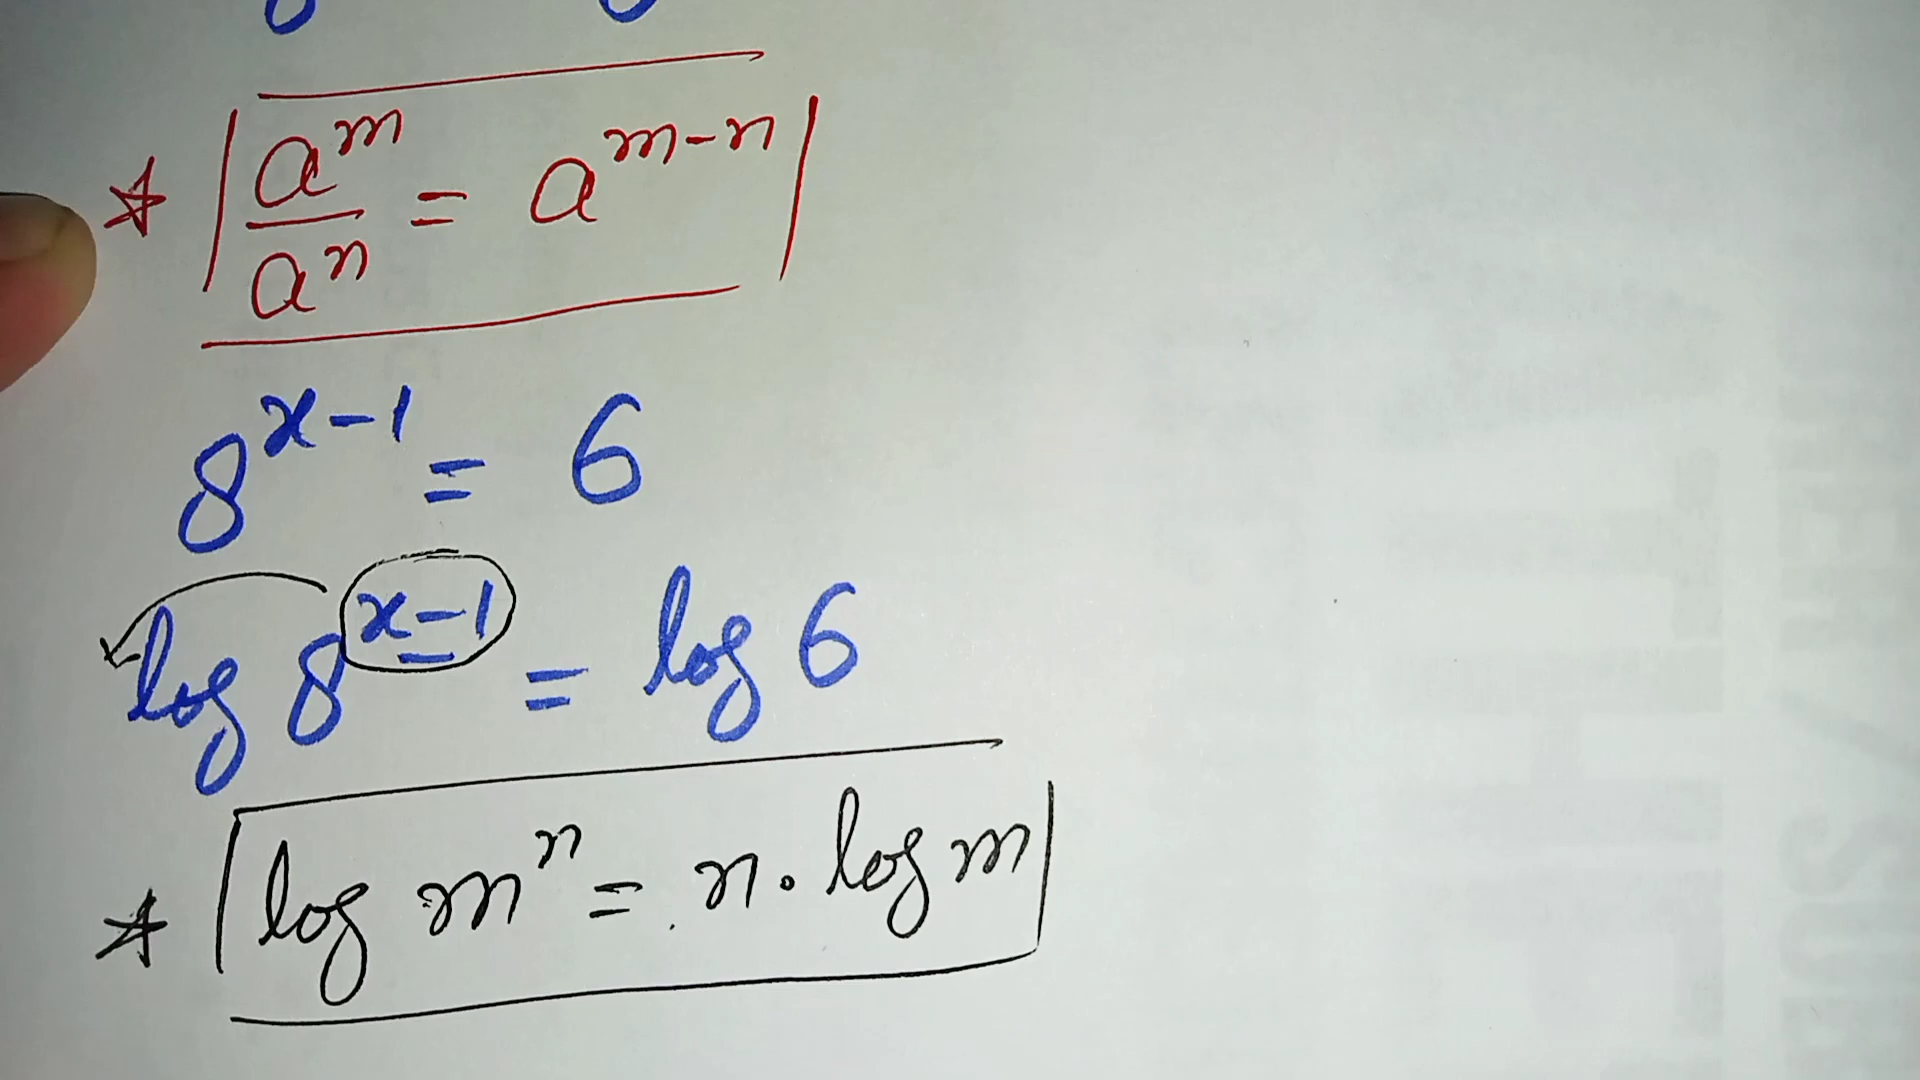 * a^m / a^n = a^(m-n)
8^(x-1) = 6
log 8^(x-1) = log 6
* log m^n = n . log m